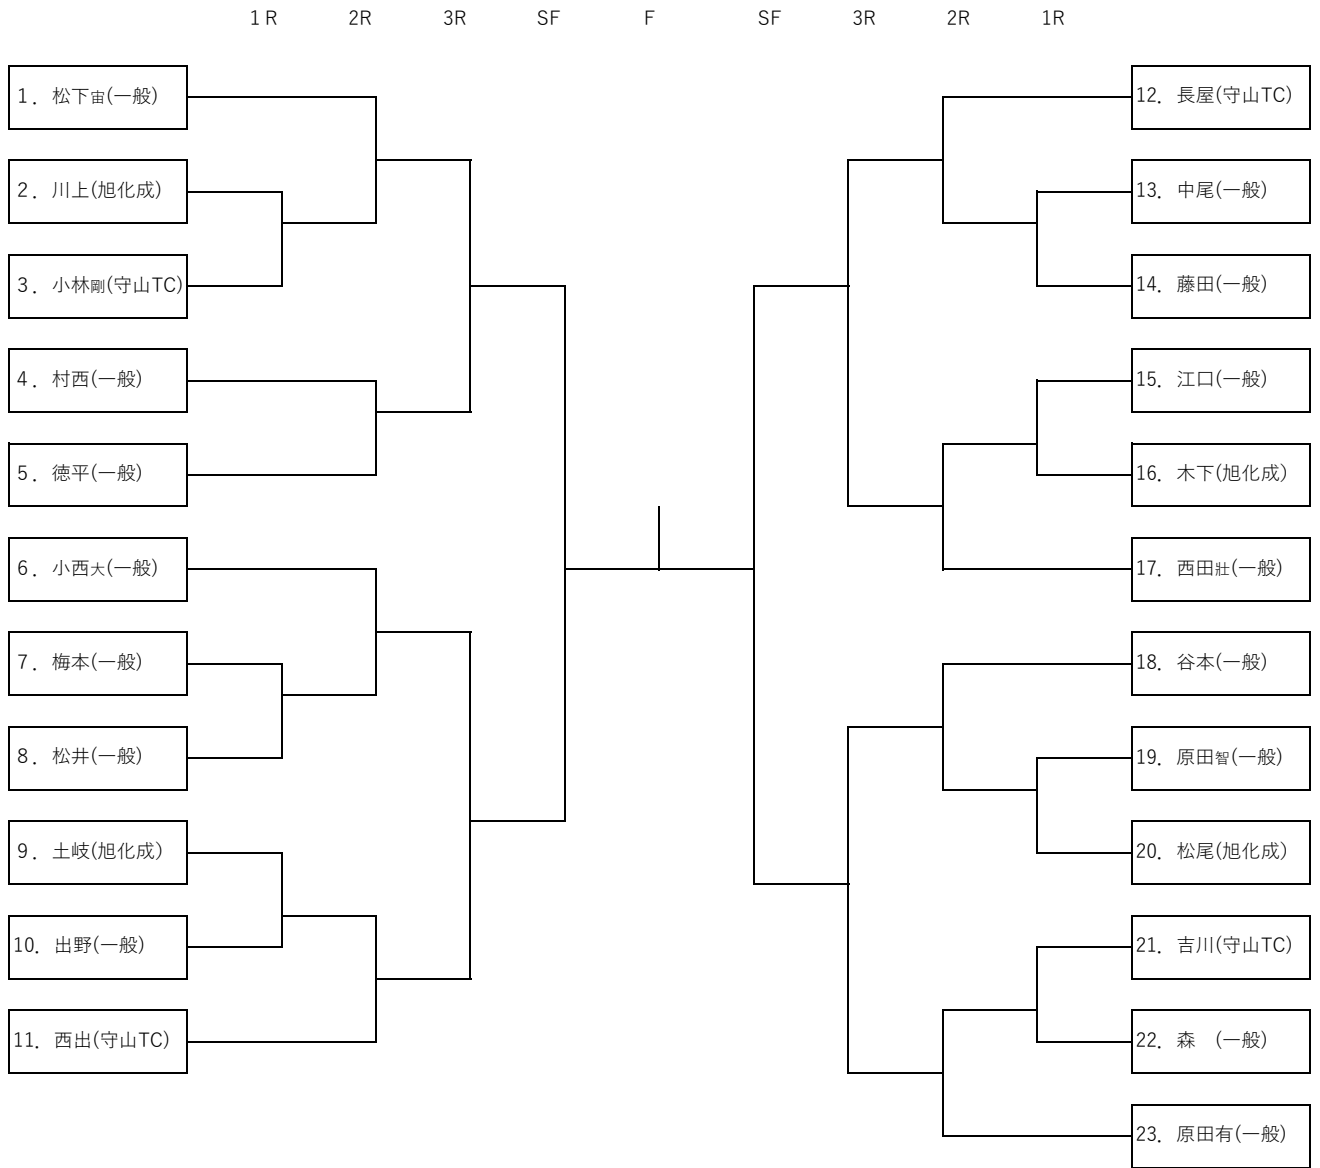 1R 2R 3R SF F SF 3R 2R 1R
1. 松下宙(一般)
2. 川上(旭化成)
3. 小林剛(守山TC)
4. 村西(一般)
5. 徳平(一般)
6. 小西大(一般)
7. 梅本(一般)
8. 松井(一般)
9. 土岐(旭化成)
10. 出野(一般)
11. 西出(守山TC)
12. 長屋(守山TC)
13. 中尾(一般)
14. 藤田(一般)
15. 江口(一般)
16. 木下(旭化成)
17. 西田壯(一般)
18. 谷本(一般)
19. 原田智(一般)
20. 松尾(旭化成)
21. 吉川(守山TC)
22. 森　(一般)
23. 原田有(一般)